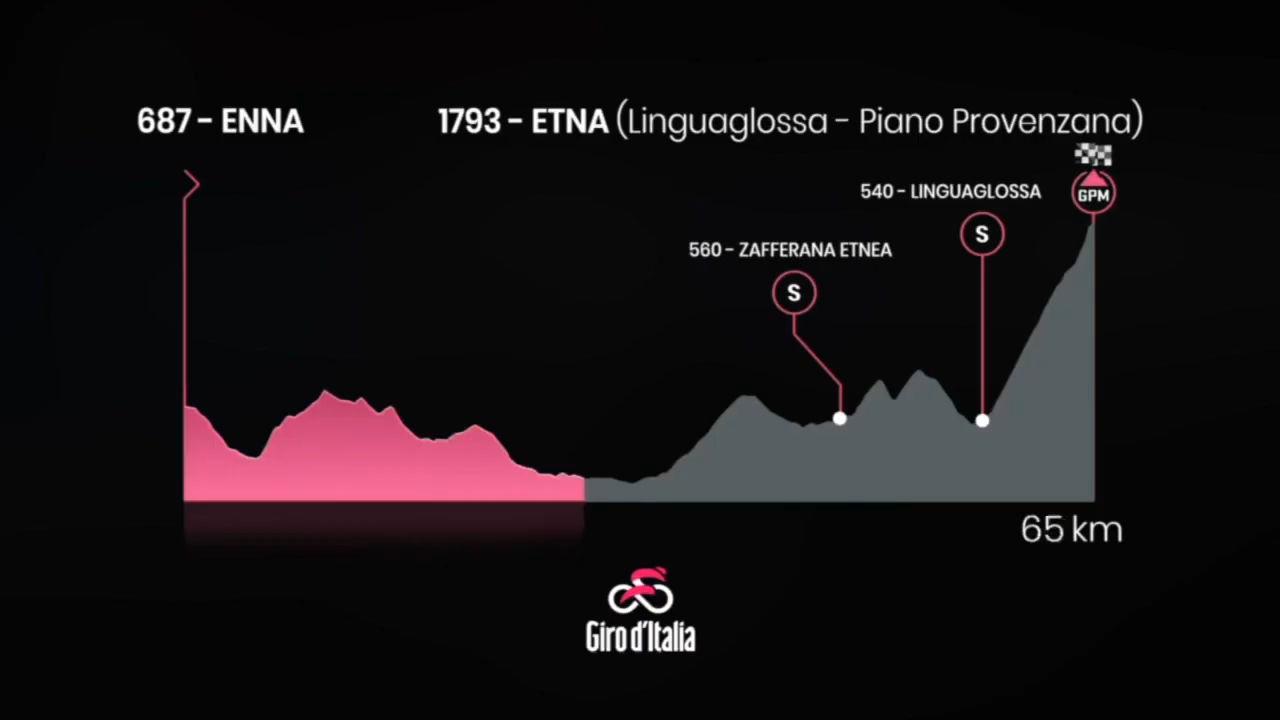 687 - ENNA
1793 - ETNA (Linguaglossa - Piano Provenzana)
540 - LINGUAGLOSSA
GPM
S
560 - ZAFFERANA ETNEA
S
65 km
Giro d'Italia